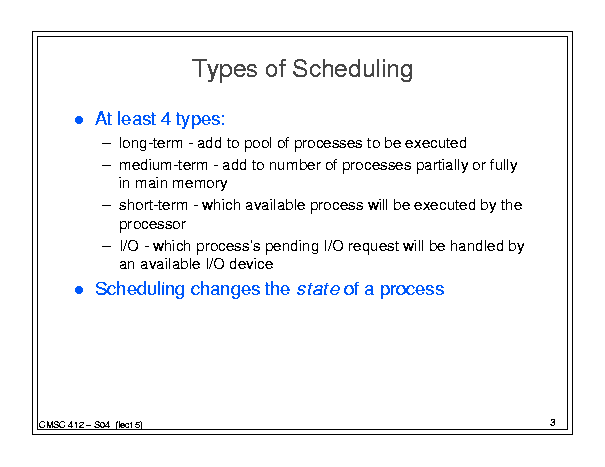 Types of Scheduling
● At least 4 types:
– long-term - add to pool of processes to be executed
– medium-term - add to number of processes partially or fully
in main memory
– short-term - which available process will be executed by the
processor
– I/O - which process's pending I/O request will be handled by
an available I/O device
● Scheduling changes the state of a process
CMSC 412 – S04 (lect 5)
3